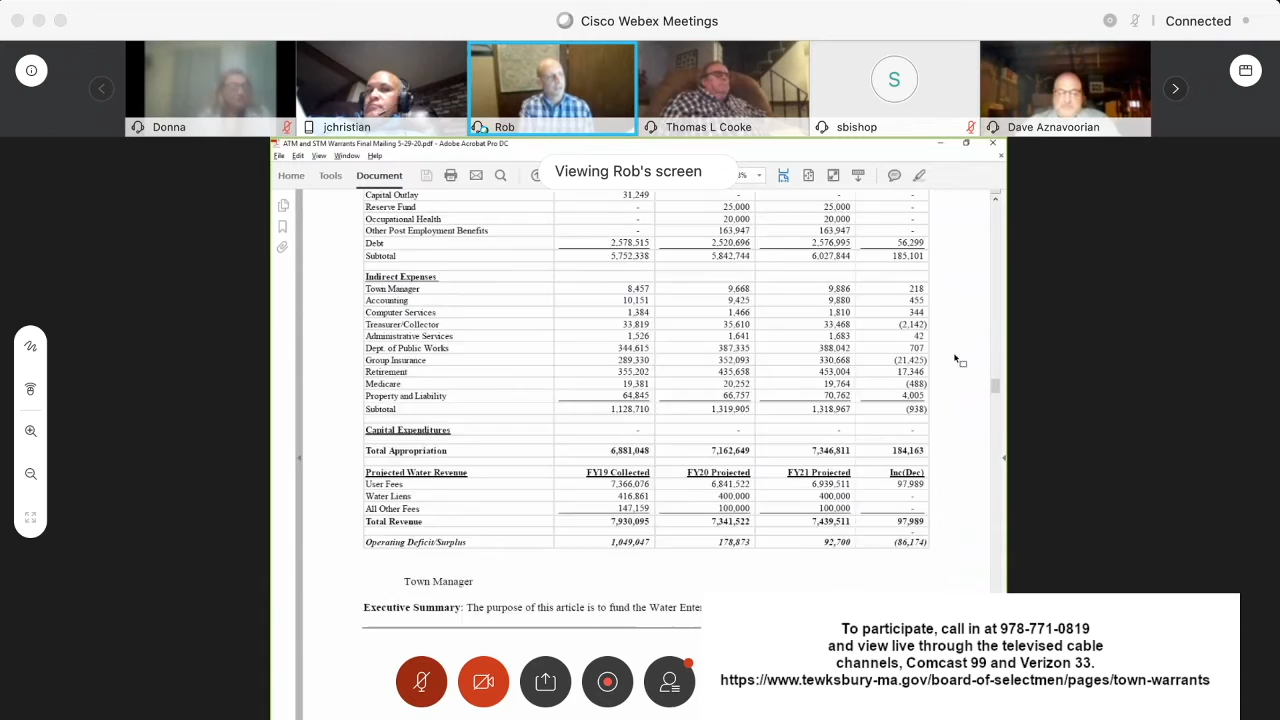 Cisco Webex Meetings
Connected
S
Donna
jchristian
Rob
Thomas L Cooke
sbishop
Dave Aznavoorian
ATM and STM Warrants Final Mailing 5-29-20.pdf - Adobe Acrobat Pro DC
File Edit View Window Help
Viewing Rob's screen
Home Tools Document
Capital Outlay 31,249 - - -
Reserve Fund - 25,000 25,000 -
Occupational Health - 20,000 20,000 -
Other Post Employment Benefits - 163,947 163,947 -
Debt 2,578,515 2,520,696 2,576,995 56,299
Subtotal 5,752,338 5,842,744 6,027,844 185,101
Indirect Expenses
Town Manager 8,457 9,668 9,886 218
Accounting 10,151 9,425 9,880 455
Computer Services 1,384 1,466 1,810 344
Treasurer/Collector 33,819 35,610 33,468 (2,142)
Administrative Services 1,526 1,641 1,683 42
Dept. of Public Works 344,615 387,335 388,042 707
Group Insurance 289,330 352,093 330,668 (21,425)
Retirement 355,202 435,658 453,004 17,346
Medicare 19,381 20,252 19,764 (488)
Property and Liability 64,845 66,757 70,762 4,005
Subtotal 1,128,710 1,319,905 1,318,967 (938)
Capital Expenditures - - - -
Total Appropriation 6,881,048 7,162,649 7,346,811 184,163
Projected Water Revenue FY19 Collected FY20 Projected FY21 Projected Inc(Dec)
User Fees 7,366,076 6,841,522 6,939,511 97,989
Water Liens 416,861 400,000 400,000 -
All Other Fees 147,159 100,000 100,000 -
Total Revenue 7,930,095 7,341,522 7,439,511 97,989
-
Operating Deficit/Surplus 1,049,047 178,873 92,700 (86,174)
Town Manager
Executive Summary: The purpose of this article is to fund the Water
To participate, call in at 978-771-0819
and view live through the televised cable
channels, Comcast 99 and Verizon 33.
https://www.tewksbury-ma.gov/board-of-selectmen/pages/town-warrants